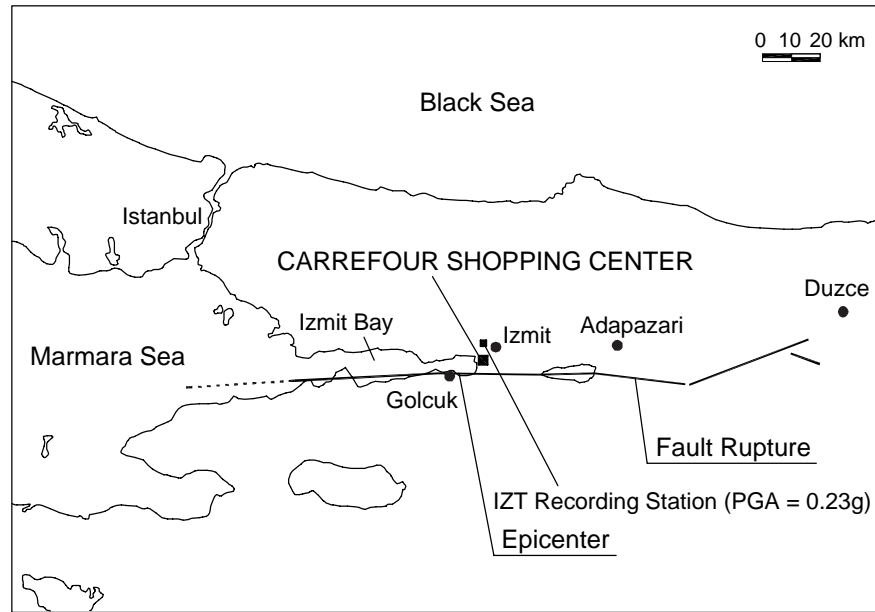 0 10 20 km
Black Sea
Istanbul
CARREFOUR SHOPPING CENTER
Duzce
Izmit Bay
Izmit
Adapazari
Marmara Sea
Golcuk
Fault Rupture
IZT Recording Station (PGA = 0.23g)
Epicenter